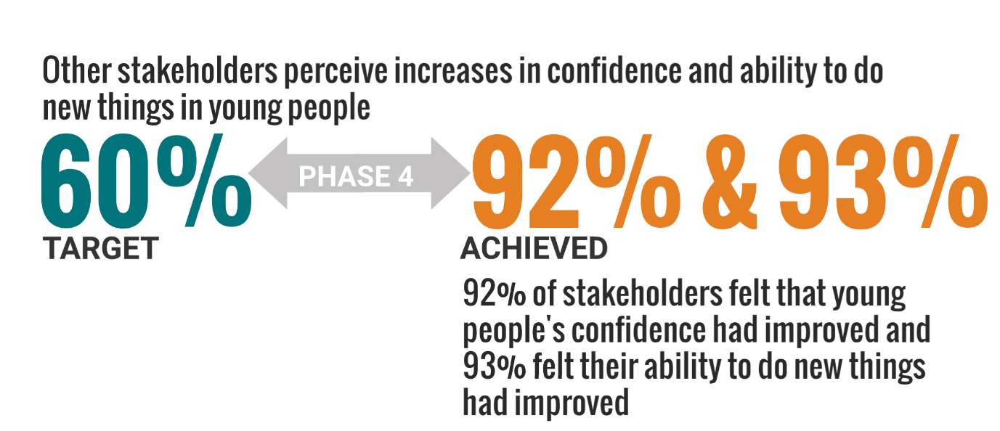 Other stakeholders perceive increases in confidence and ability to do
new things in young people
60% PHASE 4 92% & 93%
TARGET ACHIEVED
92% of stakeholders felt that young
people's confidence had improved and
93% felt their ability to do new things
had improved